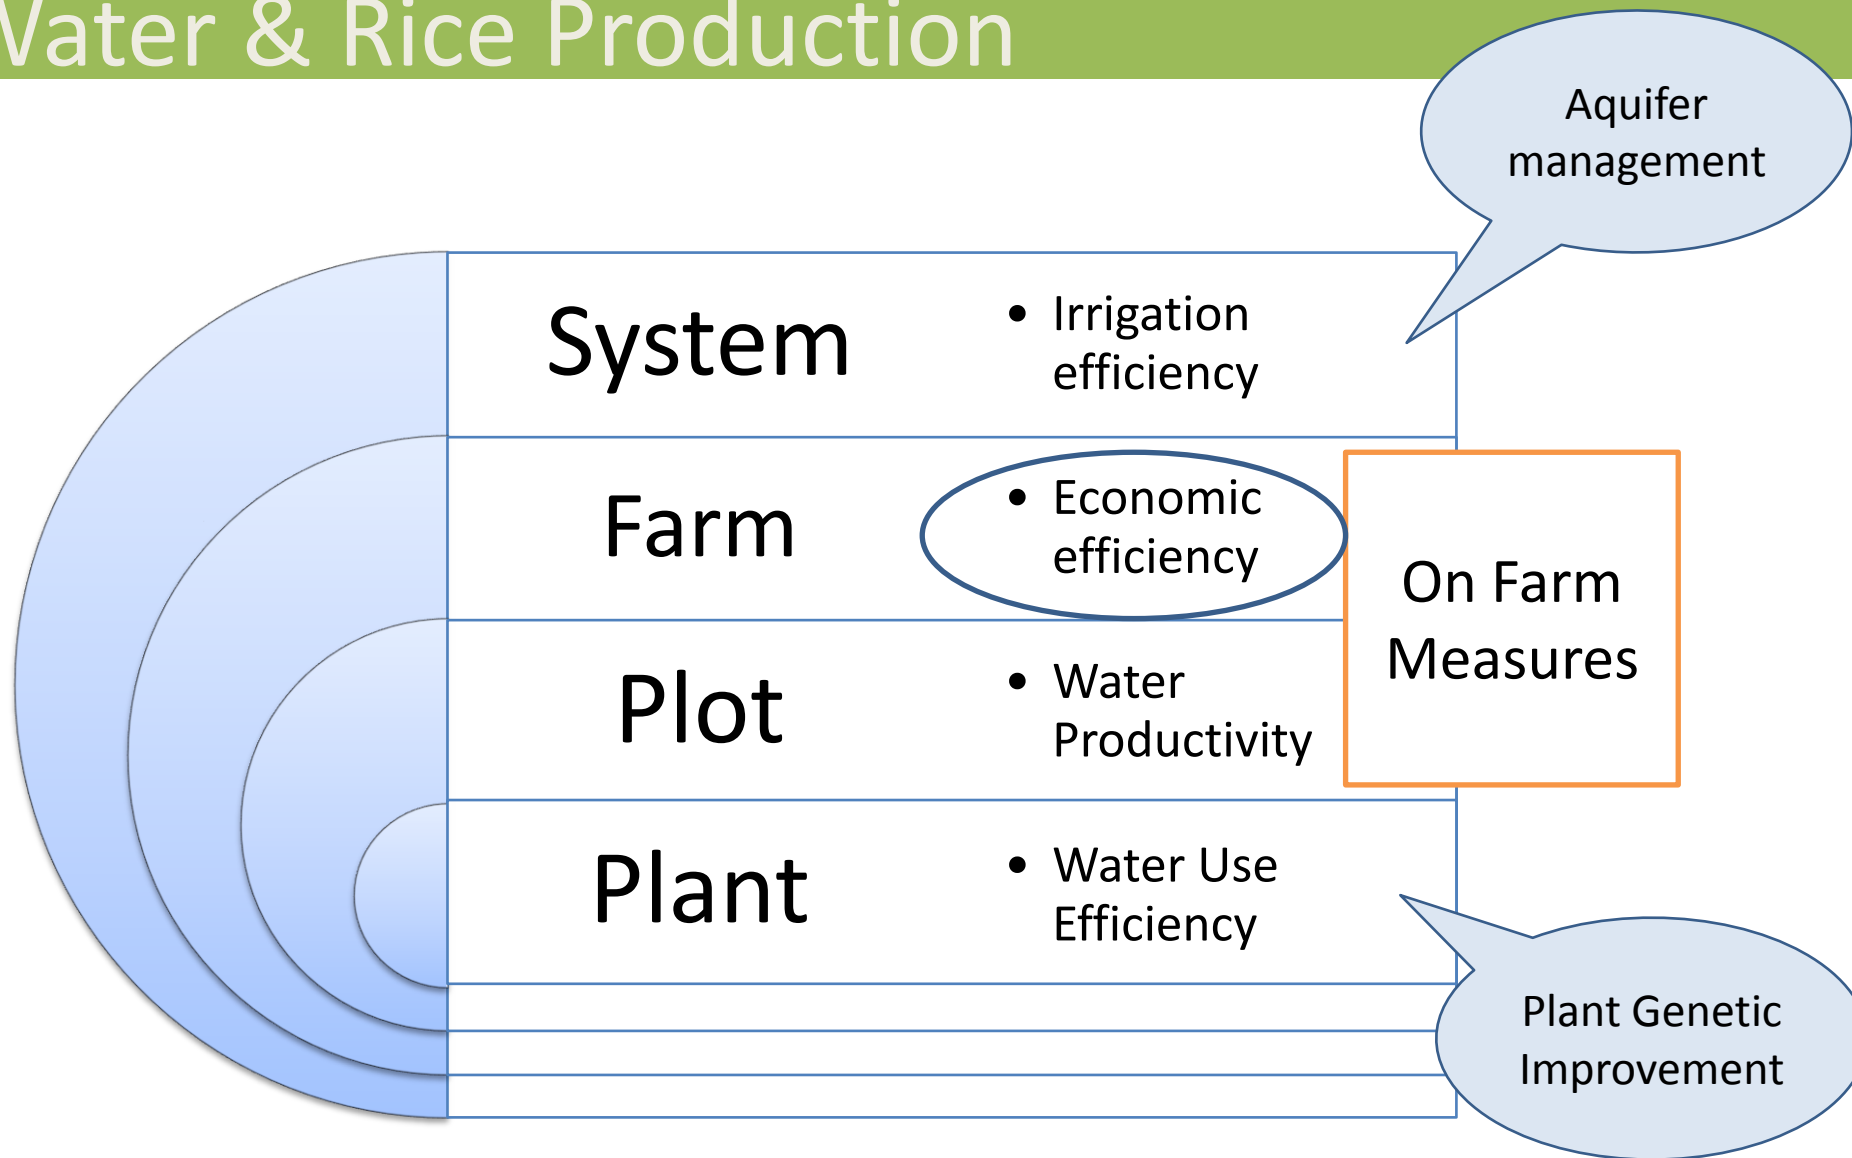 Water & Rice Production
Aquifer
management
System
• Irrigation
efficiency
Farm
• Economic
efficiency
On Farm
Measures
Plot
• Water
Productivity
Plant
• Water Use
Efficiency
Plant Genetic
Improvement